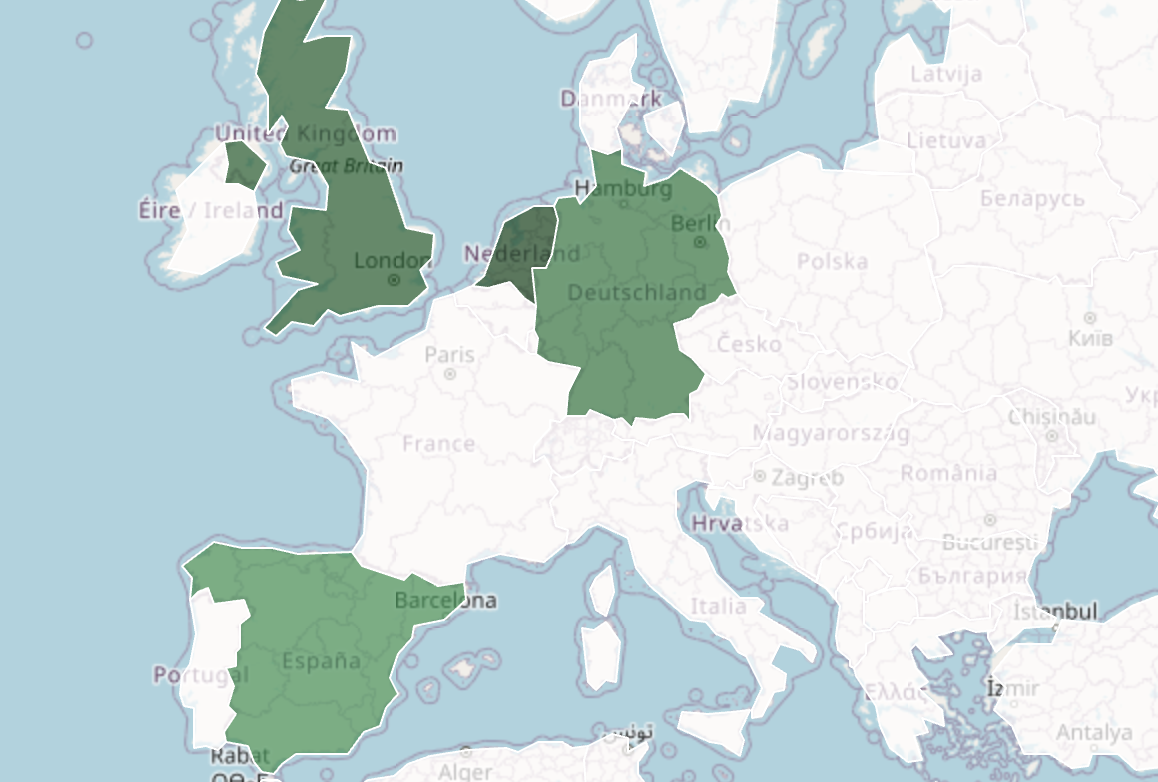 Latvija
Danmark
United Kingdom
Lietuva
Great Britain
Hamburg
Беларусь
Éire / Ireland
Berlin
Nederland
London
Polska
Deutschland
Київ
Česko
Paris
Slovensko
Укр
Chișinău
Magyarország
France
România
Zagreb
Hrvatska
Србија
București
България
Barcelona
Italia
İstanbul
España
Portugal
Ελλάς
İzmir
تونس
Antalya
Rabat
Alger